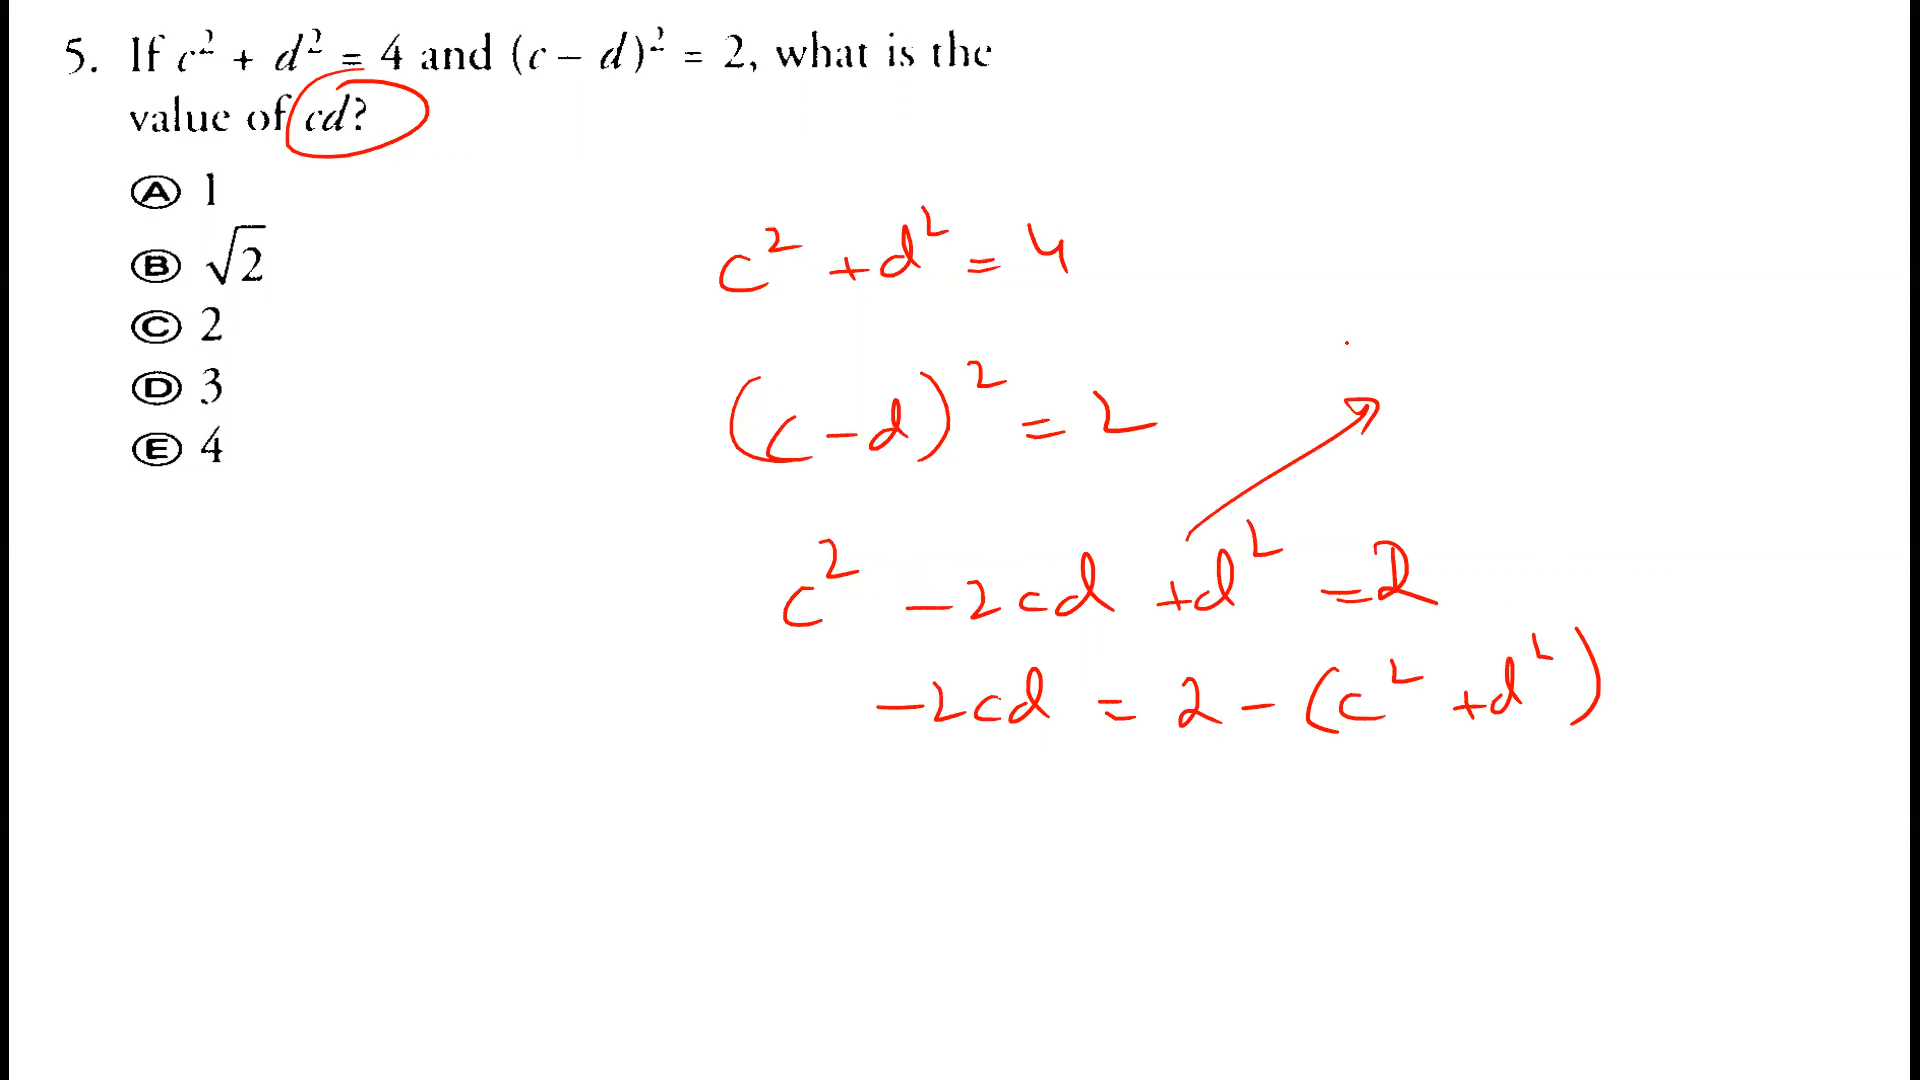 5. If c² + d² = 4 and (c – d)² = 2, what is the
value of cd?
Ⓐ 1
Ⓑ √2
Ⓒ 2
Ⓓ 3
Ⓔ 4
c² + d² = 4
(c - d)² = 2
c² - 2cd + d² = 2
-2cd = 2 - (c² + d²)